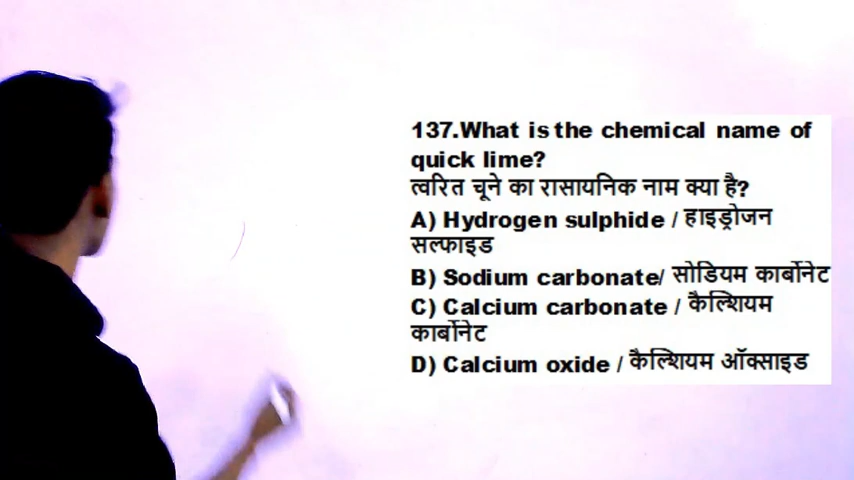 137.What is the chemical name of
quick lime?
त्वरित चूने का रासायनिक नाम क्या है?
A) Hydrogen sulphide / हाइड्रोजन
सल्फाइड
B) Sodium carbonate/ सोडियम कार्बोनेट
C) Calcium carbonate / कैल्शियम
कार्बोनेट
D) Calcium oxide / कैल्शियम ऑक्साइड